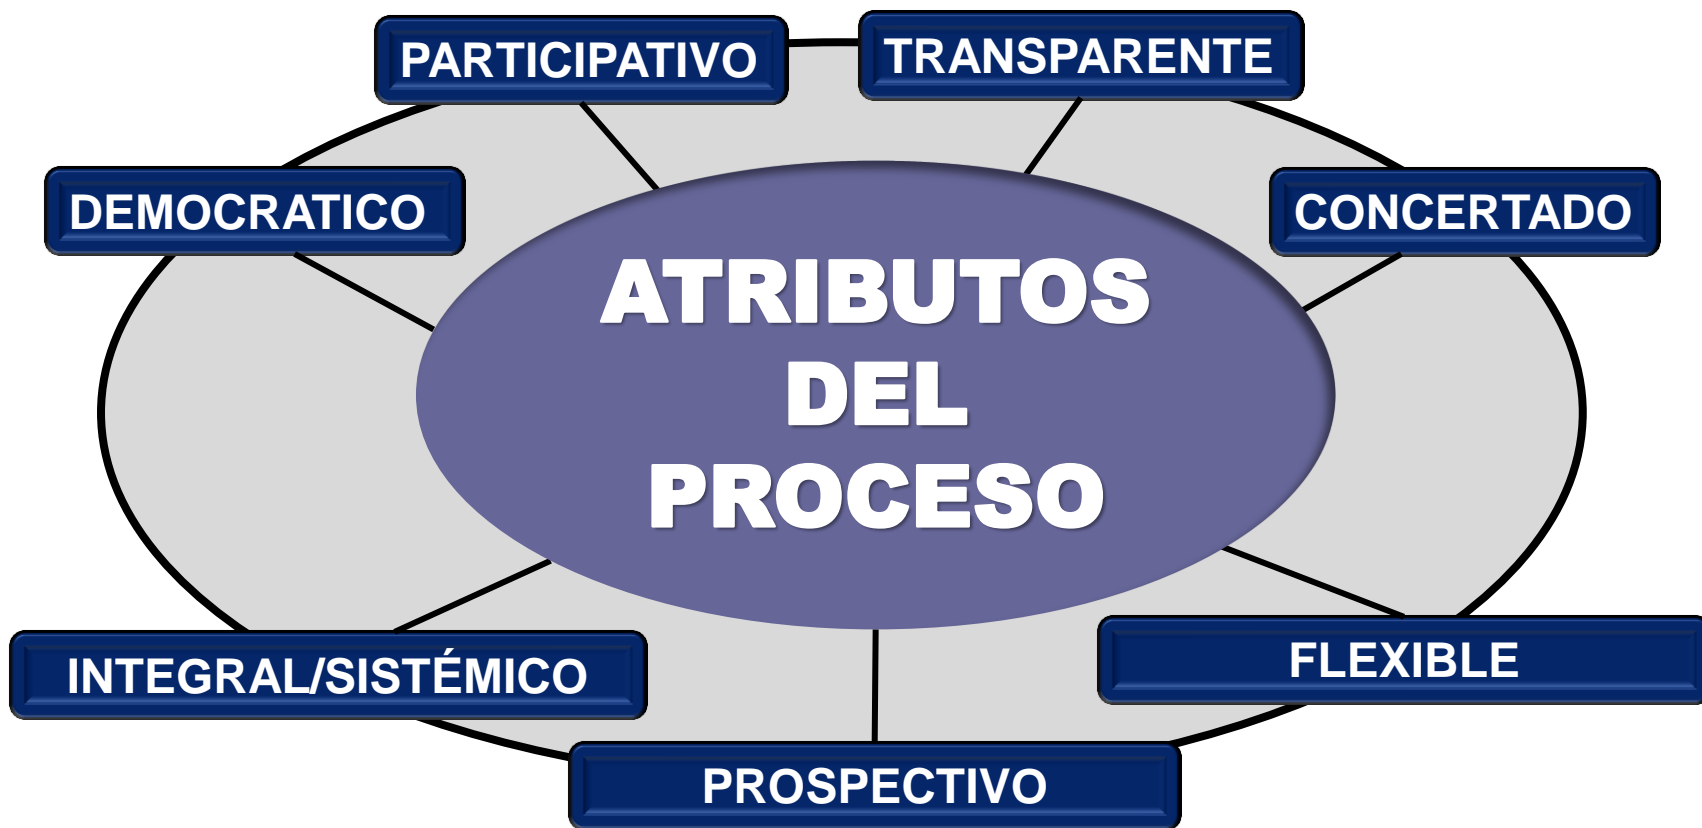 PARTICIPATIVO
TRANSPARENTE
DEMOCRATICO
CONCERTADO
ATRIBUTOS
DEL
PROCESO
INTEGRAL/SISTÉMICO
FLEXIBLE
PROSPECTIVO